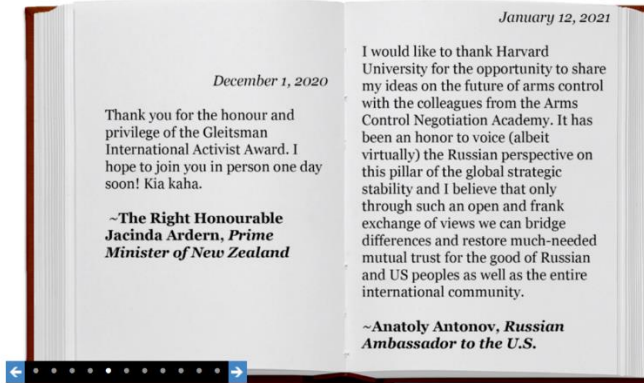 December 1, 2020
Thank you for the honour and
privilege of the Gleitsman
International Activist Award. I
hope to join you in person one day
soon! Kia kaha.
~The Right Honourable
Jacinda Ardern, Prime
Minister of New Zealand
January 12, 2021
I would like to thank Harvard
University for the opportunity to share
my ideas on the future of arms control
with the colleagues from the Arms
Control Negotiation Academy. It has
been an honor to voice (albeit
virtually) the Russian perspective on
this pillar of the global strategic
stability and I believe that only
through such an open and frank
exchange of views we can bridge
differences and restore much-needed
mutual trust for the good of Russian
and US peoples as well as the entire
international community.
~Anatoly Antonov, Russian
Ambassador to the U.S.